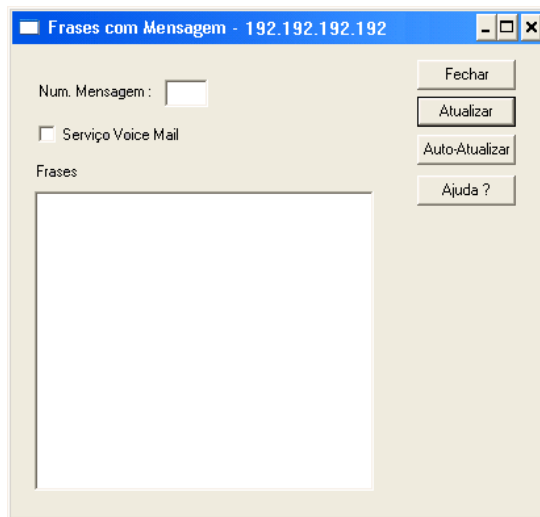 Frases com Mensagem - 192.192.192.192
Num. Mensagem :
Serviço Voice Mail
Frases
Fechar
Atualizar
Auto-Atualizar
Ajuda ?